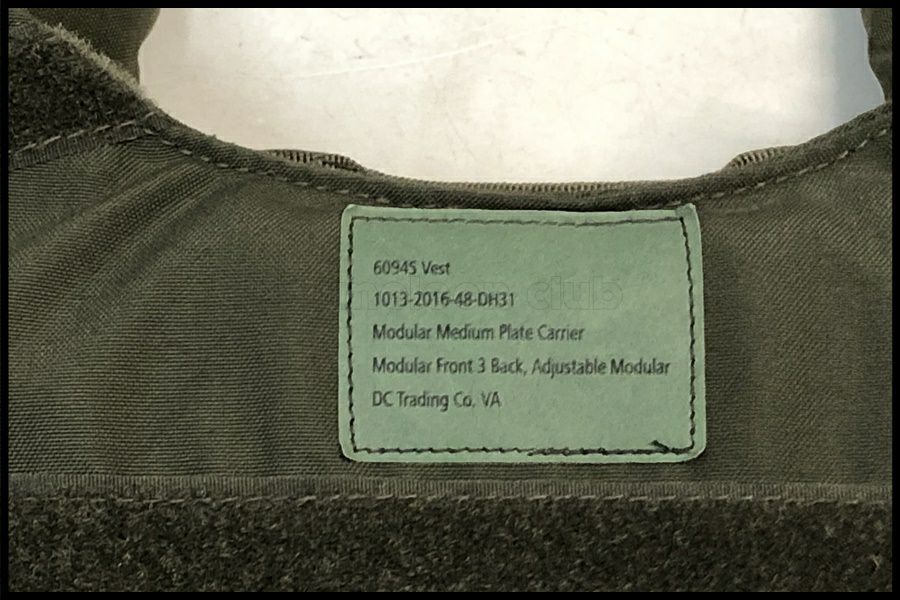 60945 Vest
1013-2016-48-DH31
Modular Medium Plate Carrier
Modular Front 3 Back, Adjustable Modular
DC Trading Co. VA
club